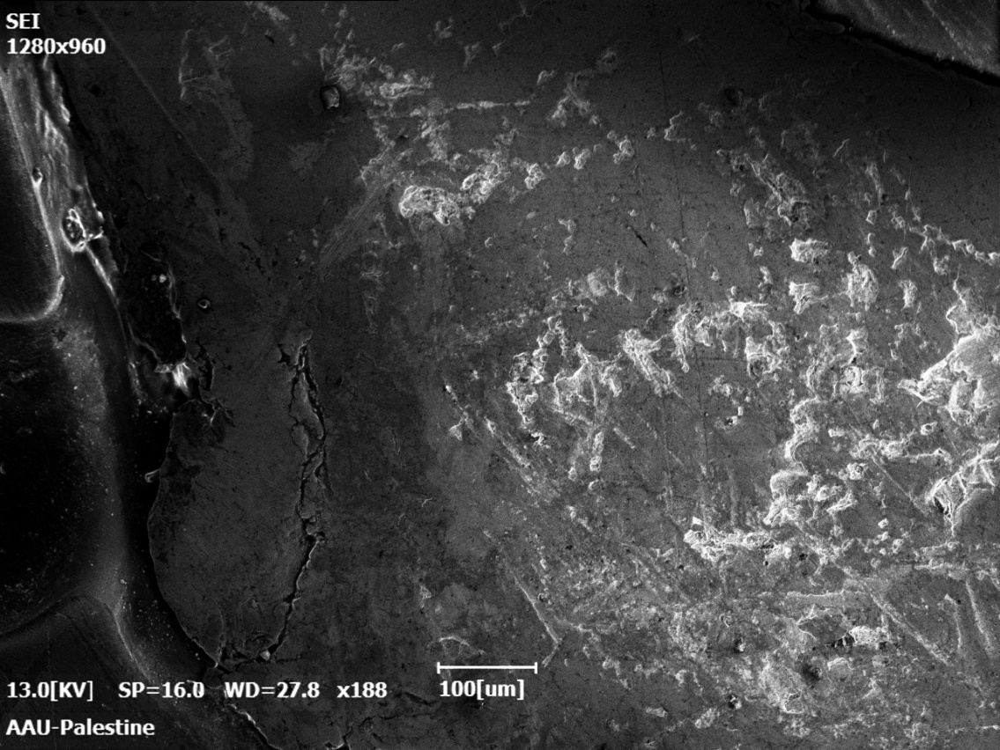 SEI
1280x960
100[um]
13.0[KV] SP=16.0 WD=27.8 x188
AAU-Palestine